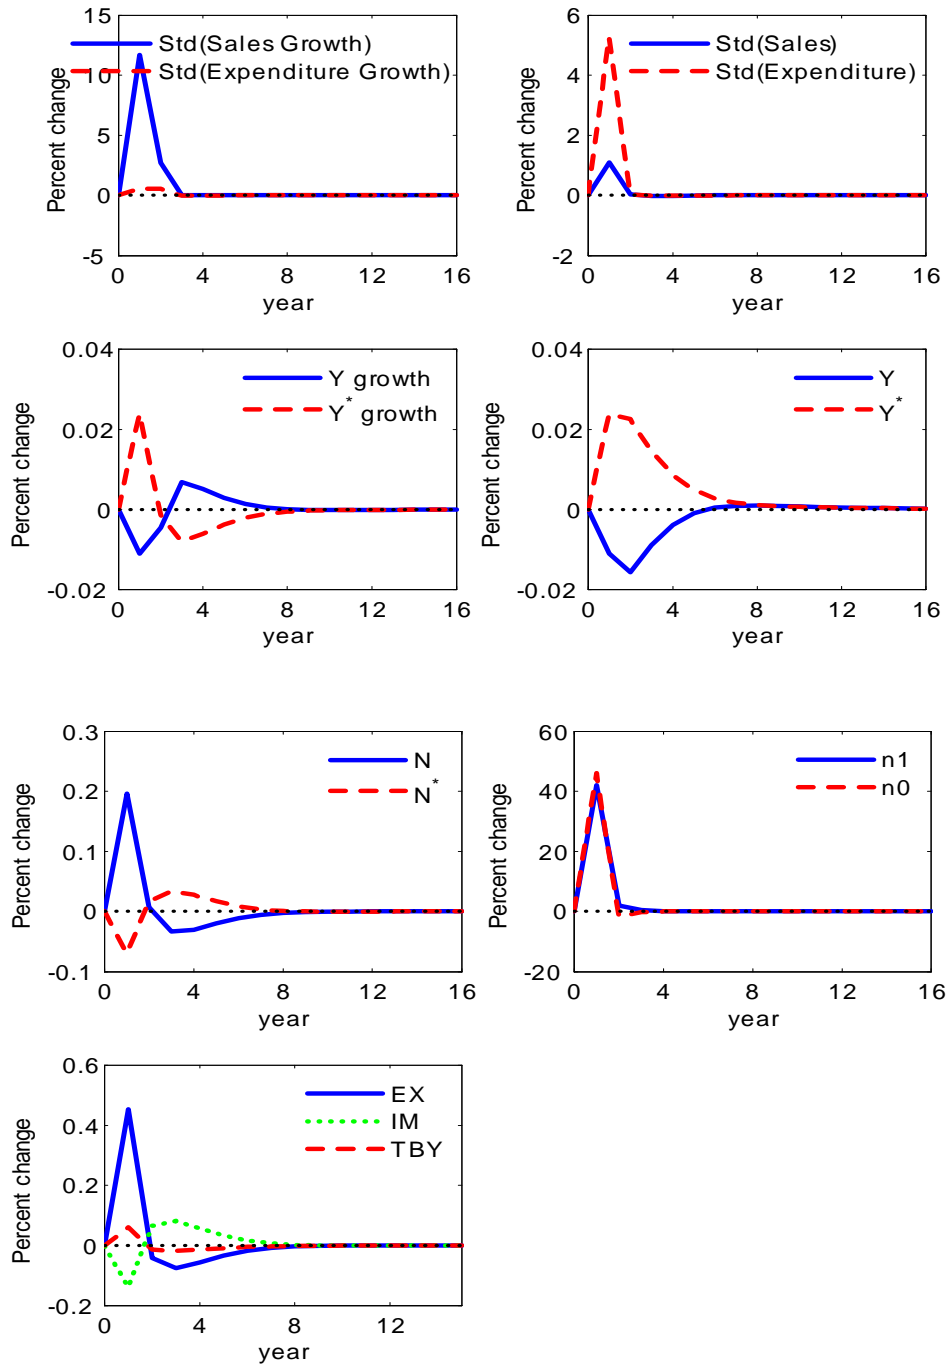 15
Std(Sales Growth)
Std(Expenditure Growth)
10
5
0
-5
Percent change
0 4 8 12 16
year
6
Std(Sales)
Std(Expenditure)
4
2
0
-2
Percent change
0 4 8 12 16
year
0.04
Y growth
Y* growth
0.02
0
-0.02
Percent change
0 4 8 12 16
year
0.04
Y
Y*
0.02
0
-0.02
Percent change
0 4 8 12 16
year
0.3
N
N*
0.2
0.1
0
-0.1
Percent change
0 4 8 12 16
year
60
n1
n0
40
20
0
-20
Percent change
0 4 8 12 16
year
0.6
EX
IM
TBY
0.4
0.2
0
-0.2
Percent change
0 4 8 12
year